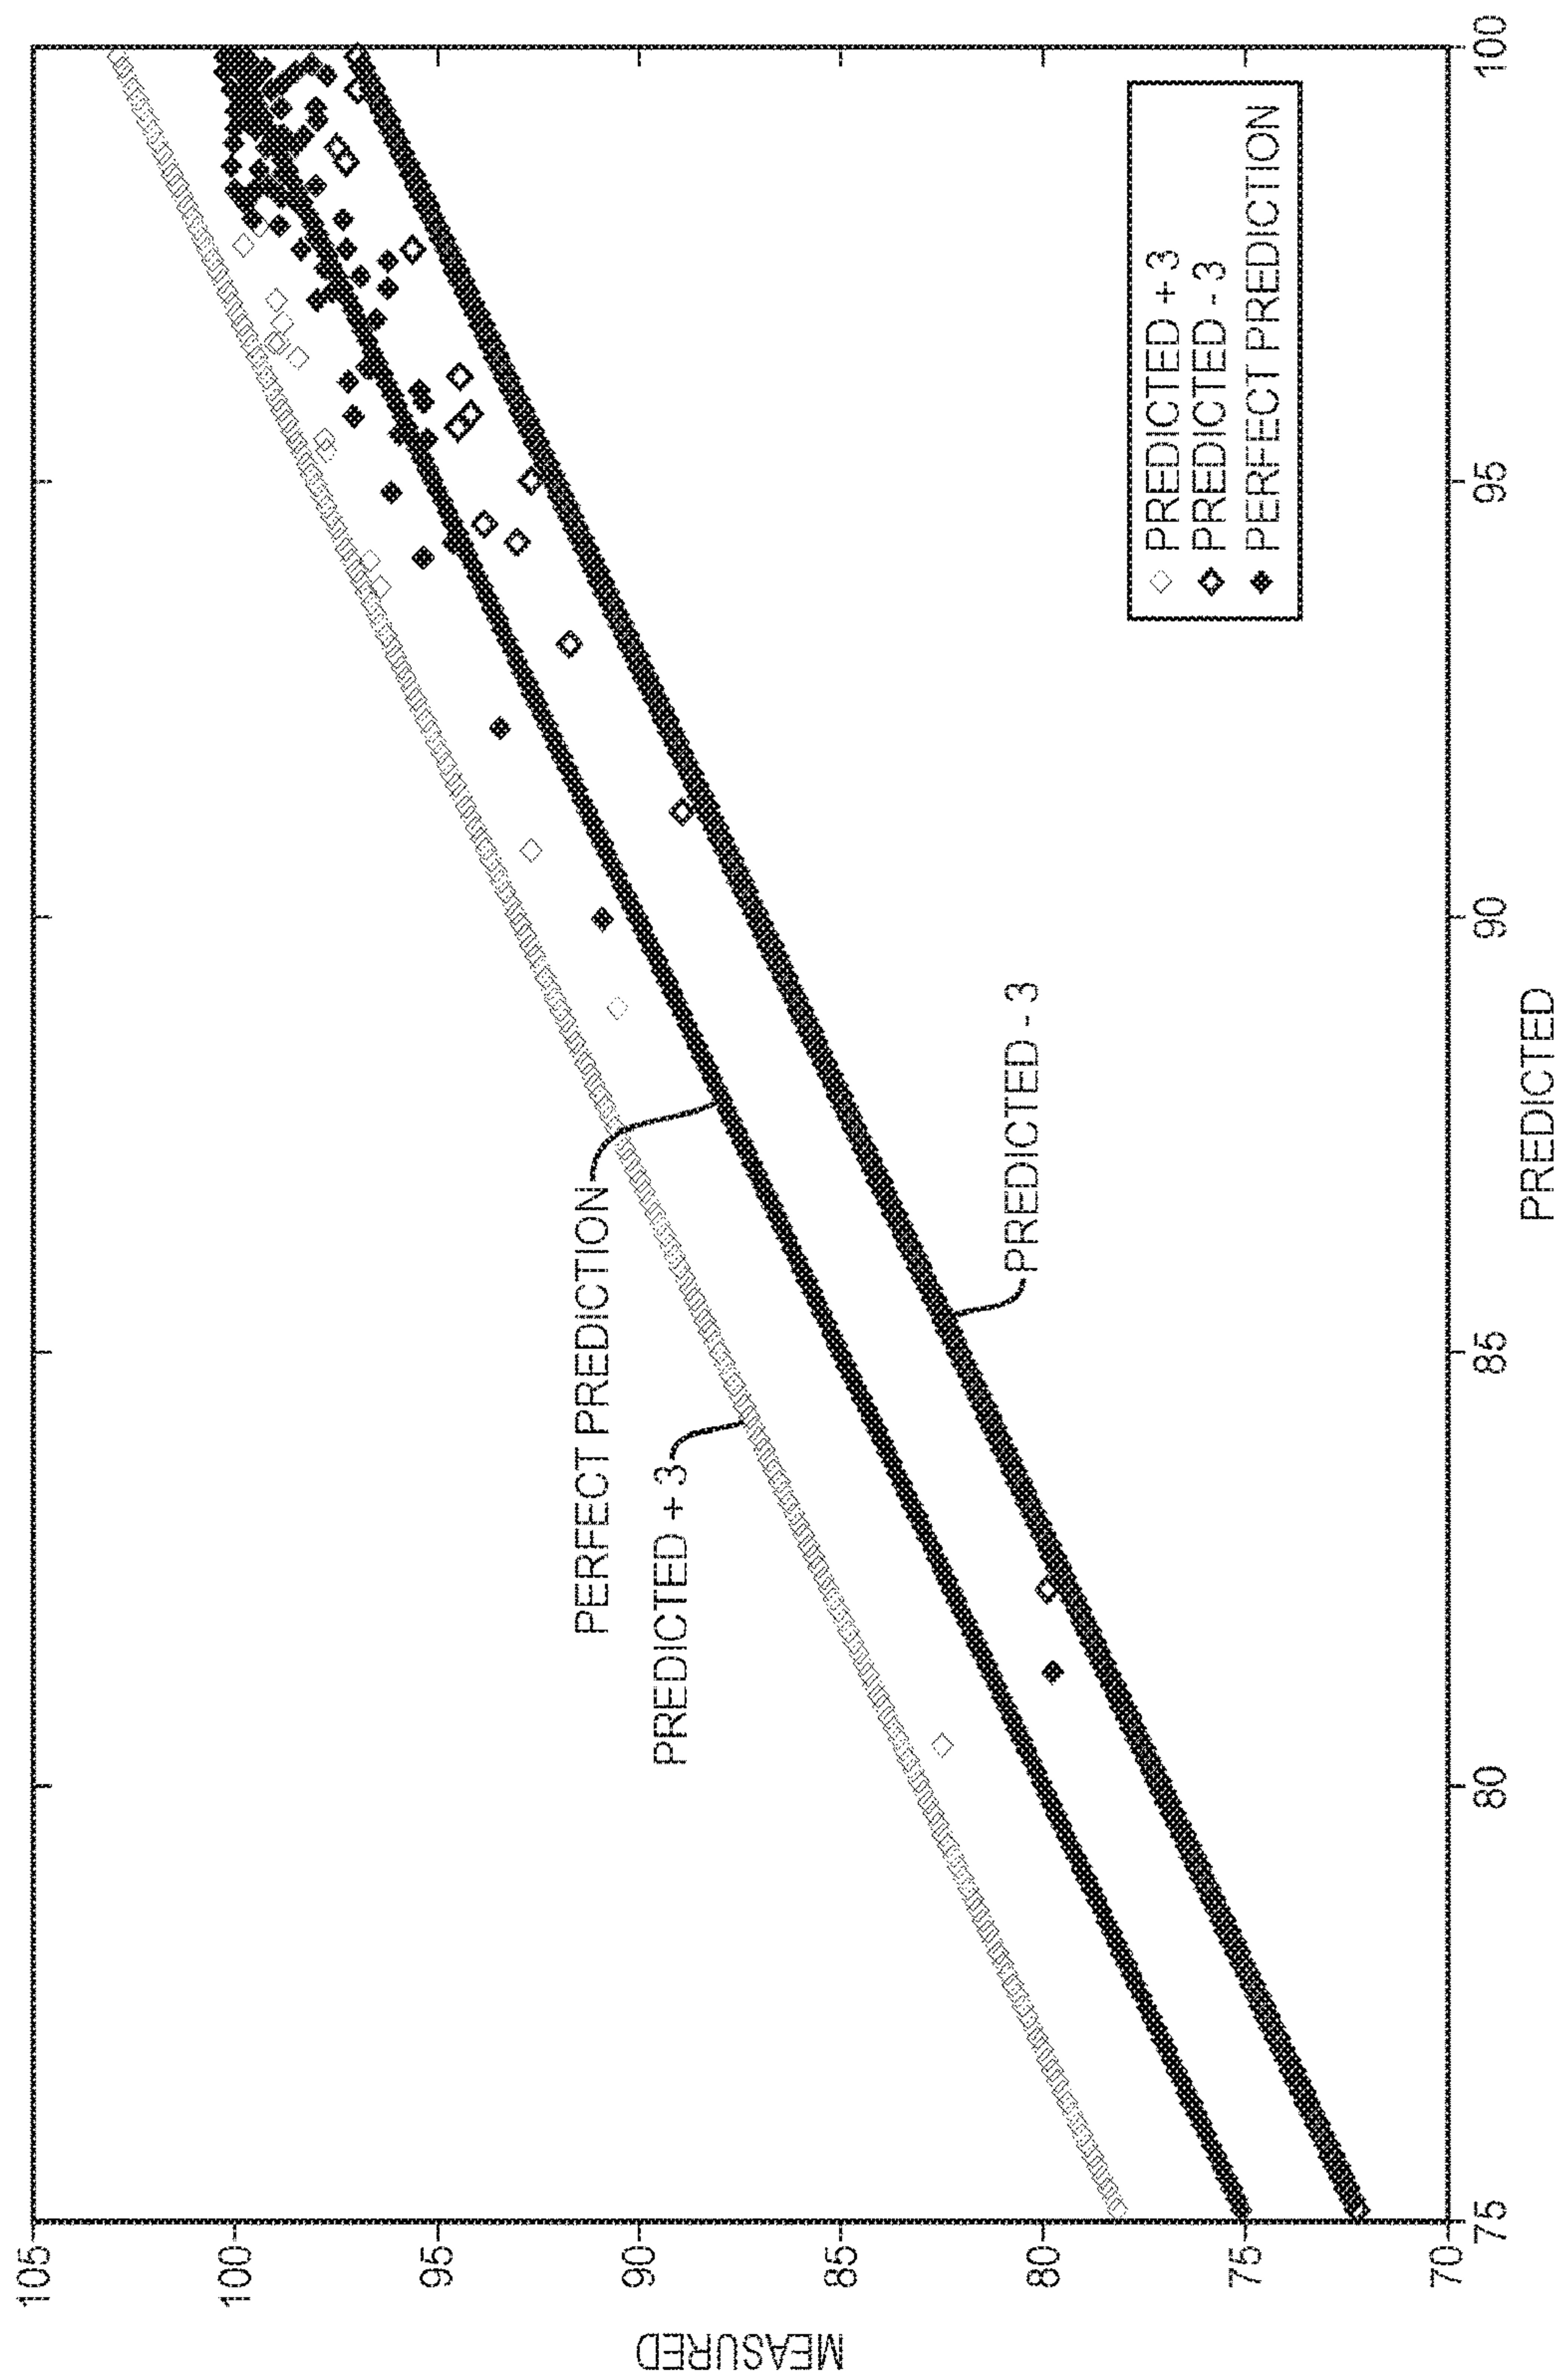 105
100
95
90
85
80
75
70
MEASURED
PERFECT PREDICTION
PREDICTED + 3
PREDICTED - 3
PREDICTED + 3
PREDICTED - 3
PERFECT PREDICTION
75
80
85
90
95
100
PREDICTED